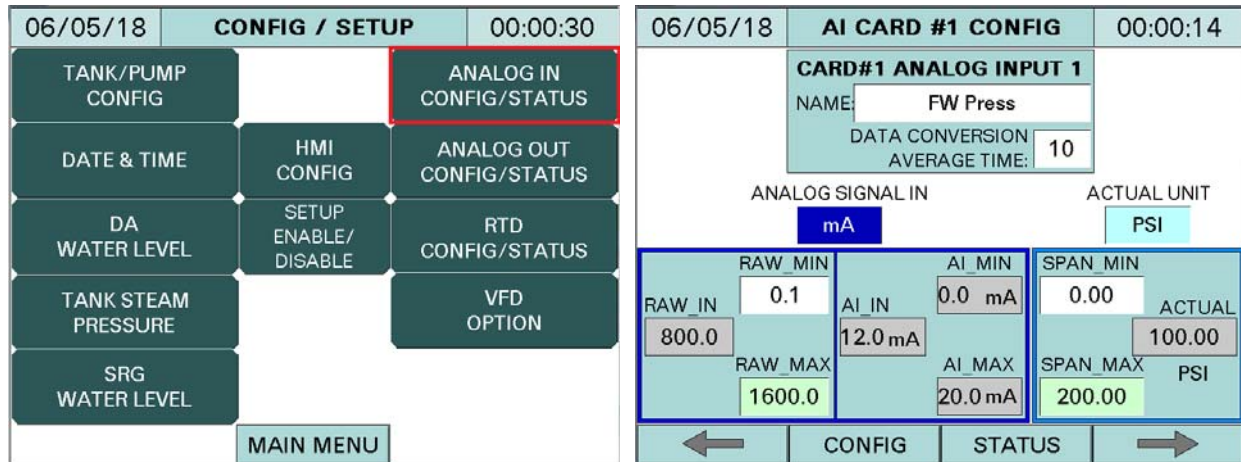 06/05/18 CONFIG / SETUP 00:00:30
TANK/PUMP
CONFIG
ANALOG IN
CONFIG/STATUS
DATE & TIME
HMI
CONFIG
ANALOG OUT
CONFIG/STATUS
DA
WATER LEVEL
SETUP
ENABLE/
DISABLE
RTD
CONFIG/STATUS
TANK STEAM
PRESSURE
VFD
OPTION
SRG
WATER LEVEL
MAIN MENU
06/05/18 AI CARD #1 CONFIG 00:00:14
CARD#1 ANALOG INPUT 1
NAME: FW Press
DATA CONVERSION
AVERAGE TIME: 10
ANALOG SIGNAL IN
mA
ACTUAL UNIT
PSI
RAW_IN
800.0
RAW_MIN
0.1
RAW_MAX
1600.0
AI_IN
12.0 mA
AI_MIN
0.0 mA
AI_MAX
20.0 mA
SPAN_MIN
0.00
SPAN_MAX
200.00
ACTUAL
100.00
PSI
CONFIG STATUS